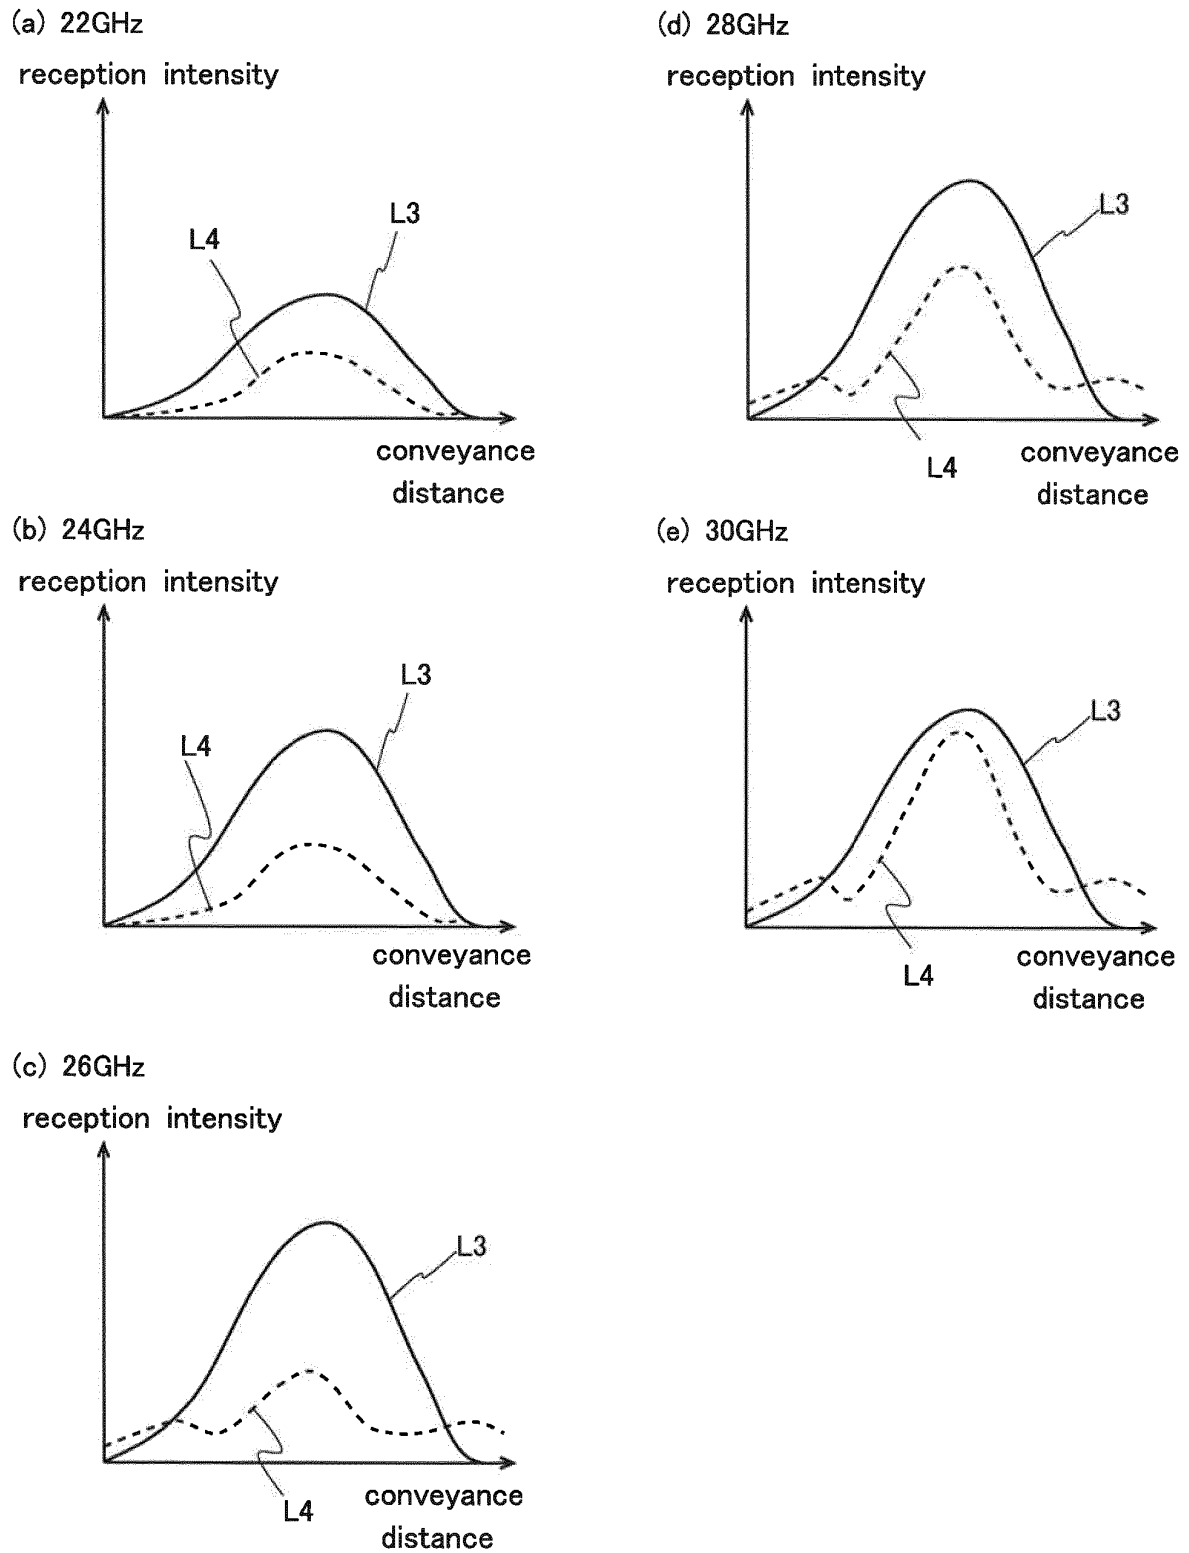 (a) 22GHz
reception intensity
L3
L4
conveyance
distance
(b) 24GHz
reception intensity
L3
L4
conveyance
distance
(c) 26GHz
reception intensity
L3
L4
conveyance
distance
(d) 28GHz
reception intensity
L3
L4
conveyance
distance
(e) 30GHz
reception intensity
L3
L4
conveyance
distance